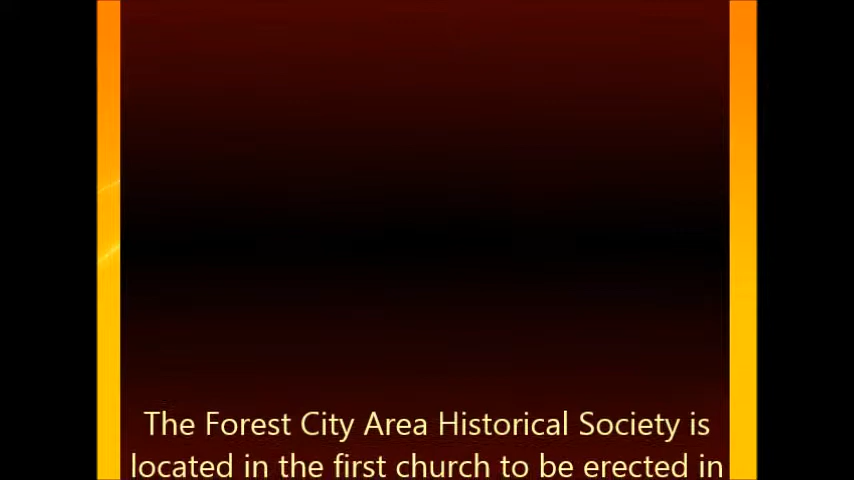 The Forest City Area Historical Society is
located in the first church to be erected in